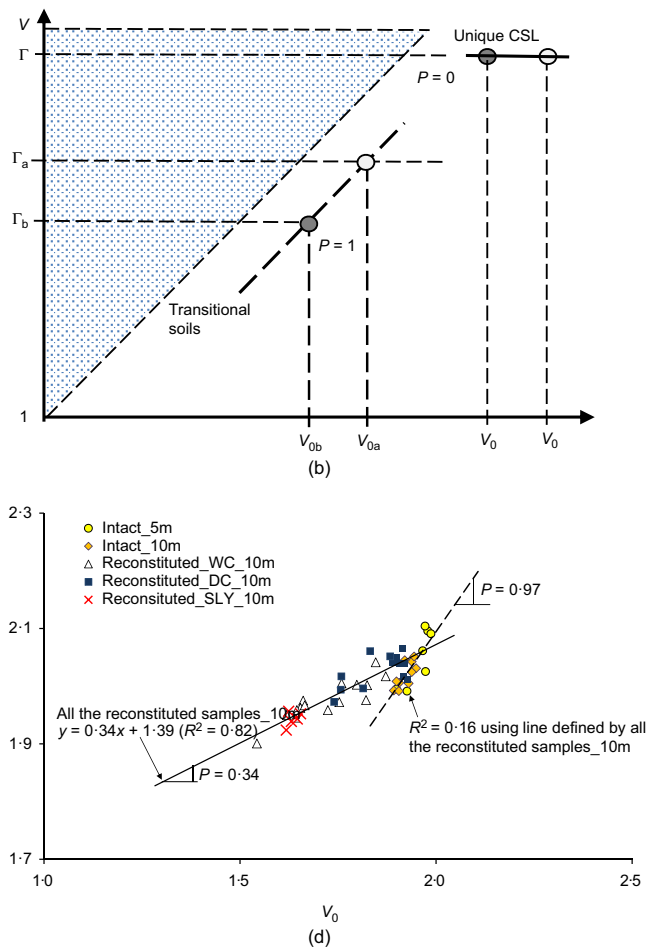 V
Γ
Unique CSL
P = 0
Γa
Γb
P = 1
Transitional
soils
1
V0b
V0a
V0
V0
(b)
2·3
Intact_5m
Intact_10m
Reconstituted_WC_10m
Reconstituted_DC_10m
Reconsituted_SLY_10m
P = 0·97
2·1
All the reconstituted samples_10m
y = 0·34x + 1·39 (R² = 0·82)
R² = 0·16 using line defined by all
the reconstituted samples_10m
1·9
P = 0·34
1·7
1·0
1·5
2·0
2·5
V0
(d)